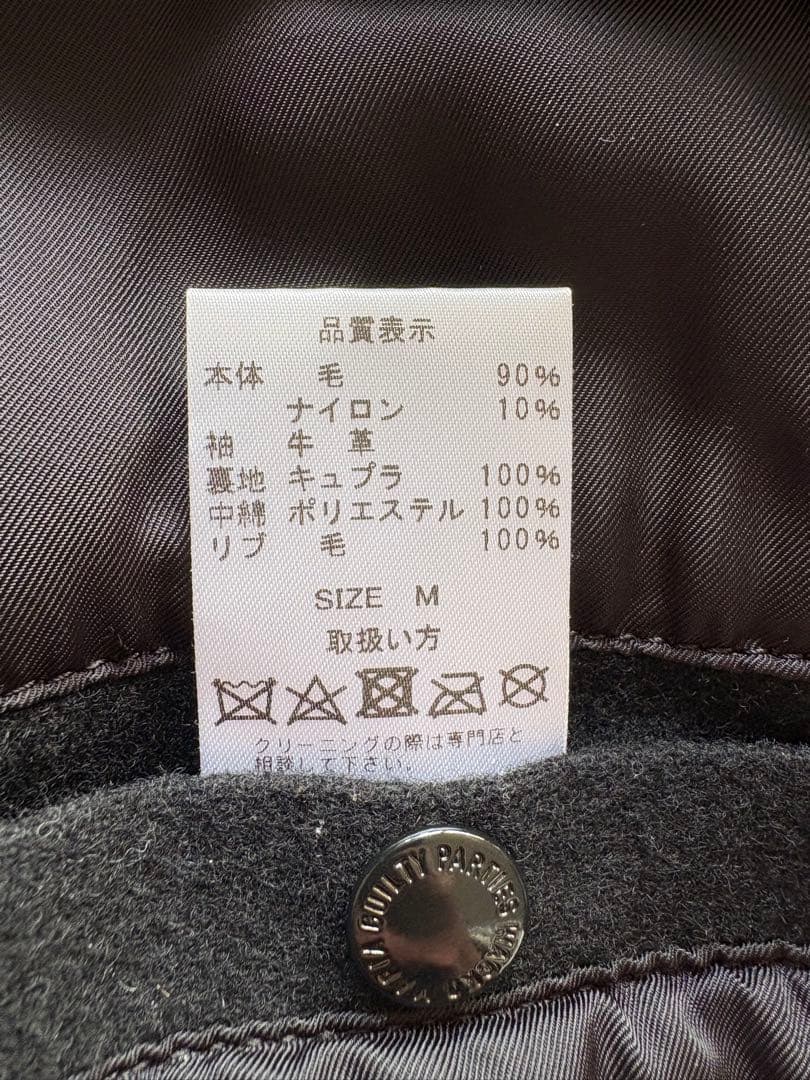 品質表示
本体 毛 90%
ナイロン 10%
袖 牛 革
裏地 キュプラ 100%
中綿 ポリエステル 100%
リブ 毛 100%
SIZE M
取扱い方
クリーニングの際は専門店と
相談して下さい。
GUILTY PARTIES